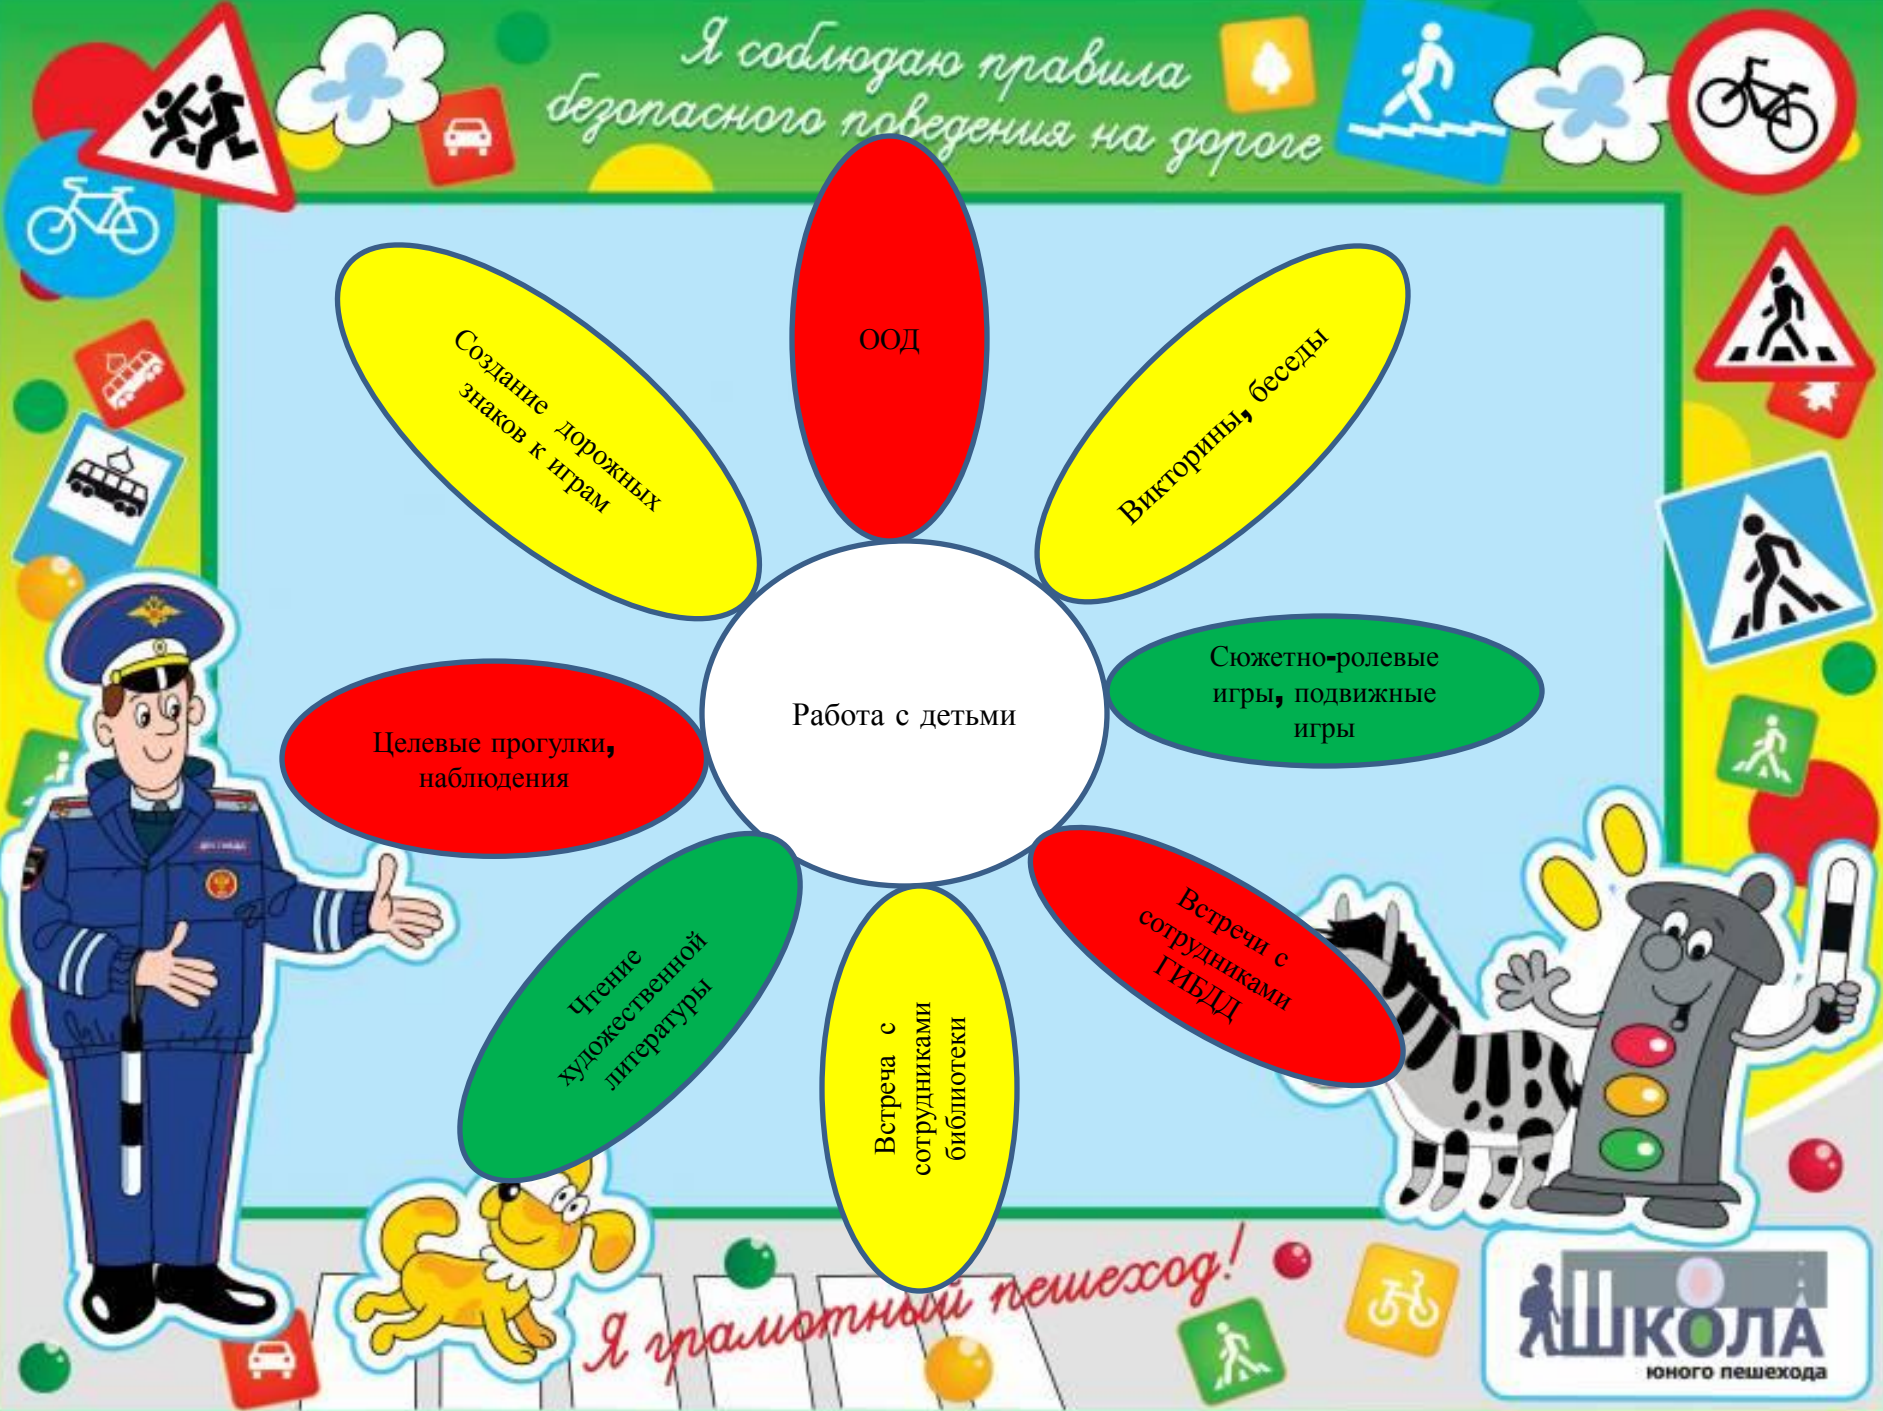 Я соблюдаю правила
безопасного поведения на дороге
ООД
Создание дорожных
знаков к играм
Викторины, беседы
Сюжетно-ролевые
игры, подвижные
игры
Работа с детьми
Целевые прогулки,
наблюдения
Встречи с
сотрудниками
ГИБДД
Чтение
художественной
литературы
Встреча с
сотрудниками
библиотеки
Я грамотный пешеход!
ШКОЛА
юного пешехода